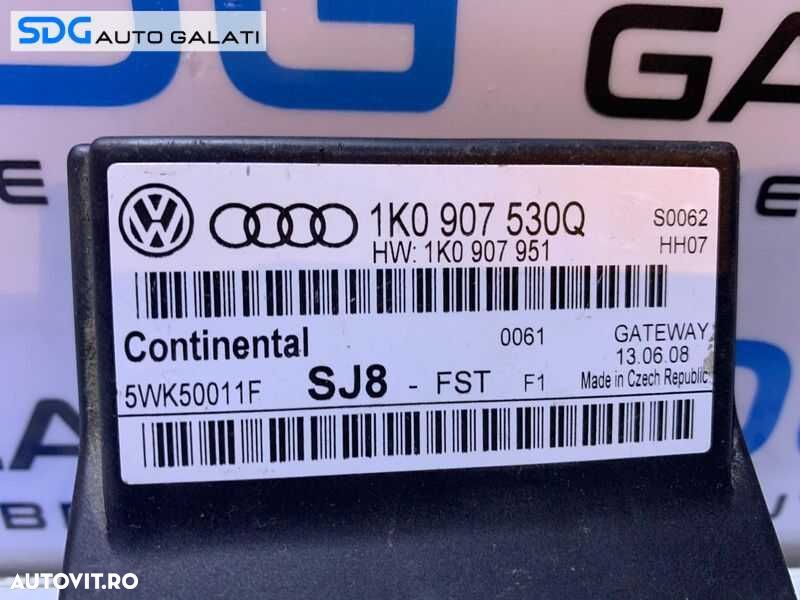 SDG AUTO GALATI
1K0 907 530Q
S0062
HW: 1K0 907 951
HH07
Continental
0061
GATEWAY
13.06.08
5WK50011F
SJ8 - FST
F1
Made in Czech Republic
AUTOVIT.RO